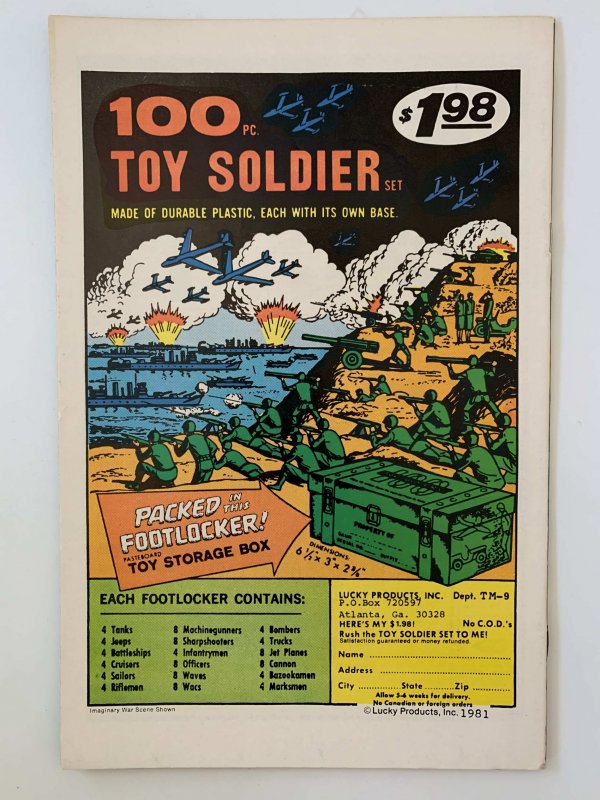 100 PC.
$1.98
TOY SOLDIER SET
MADE OF DURABLE PLASTIC, EACH WITH ITS OWN BASE.
PACKED IN THIS
FOOTLOCKER!
PASTEBOARD
TOY STORAGE BOX
PROPERTY OF
DIMENSIONS:
6 1/2" x 3" x 2 3/8"
EACH FOOTLOCKER CONTAINS:
4 Tanks
4 Jeeps
4 Battleships
4 Cruisers
4 Sailors
4 Riflemen
8 Machinegunners
8 Sharpshooters
4 Infantrymen
8 Officers
8 Waves
8 Wacs
4 Bombers
4 Trucks
8 Jet Planes
8 Cannon
4 Bazookamen
4 Marksmen
LUCKY PRODUCTS, INC. Dept. TM-9
P.O.Box 720597
Atlanta, Ga. 30328
HERE'S MY $1.98! No C.O.D.'s
Rush the TOY SOLDIER SET TO ME!
Satisfaction guaranteed or money refunded.
Name
Address
City State Zip
Allow 5-6 weeks for delivery.
No Canadian or foreign orders
Imaginary War Scene Shown
©Lucky Products, Inc. 1981